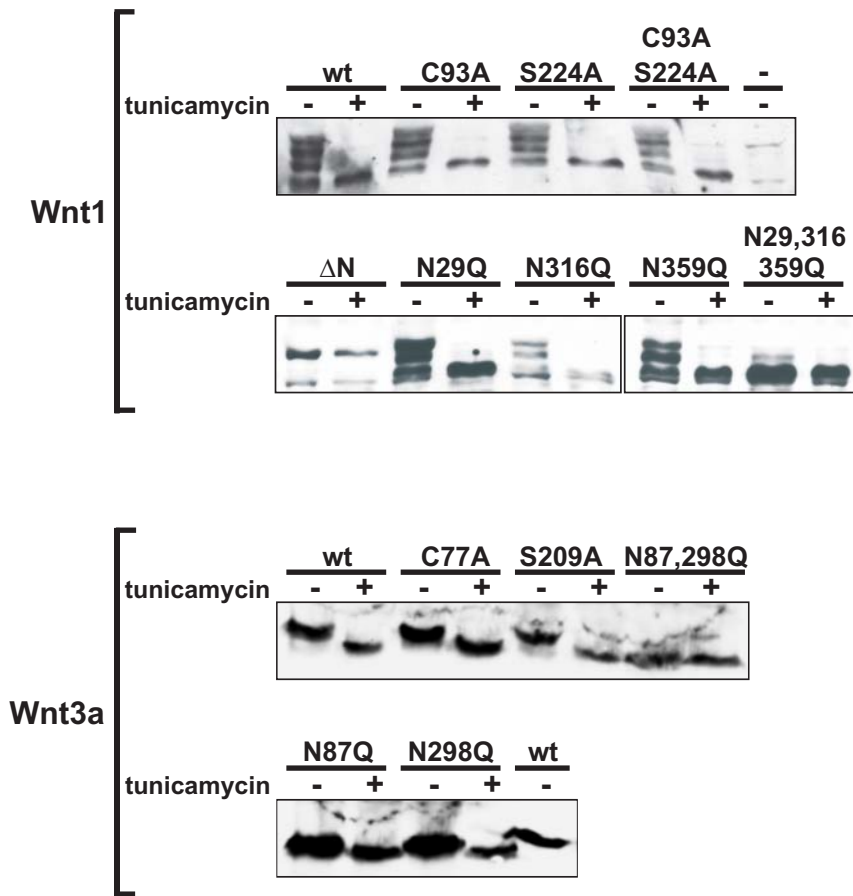 C93A
wt C93A S224A S224A -
tunicamycin - + - + - + - + -
Wnt1
N29,316
ΔN N29Q N316Q N359Q 359Q
tunicamycin - + - + - + - + - +
wt C77A S209A N87,298Q
tunicamycin - + - + - + - +
Wnt3a
N87Q N298Q wt
tunicamycin - + - + -